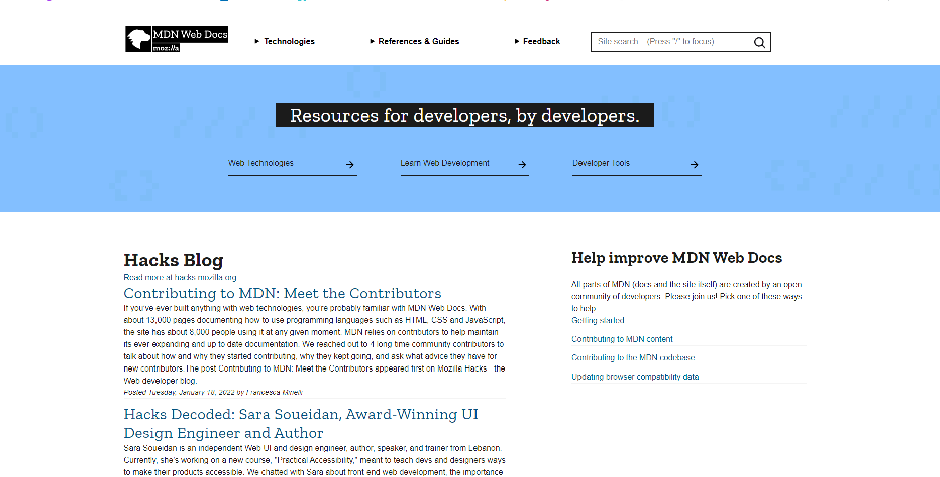 MDN Web Docs
moz://a
Technologies
References & Guides
Feedback
Site search... (Press "/" to focus)
Resources for developers, by developers.
Web Technologies
Learn Web Development
Developer Tools
Hacks Blog
Read more at hacks.mozilla.org
Contributing to MDN: Meet the Contributors
If you've ever built anything with web technologies, you're probably familiar with MDN Web Docs. With
about 13,000 pages documenting how to use programming languages such as HTML, CSS and JavaScript,
the site has about 8,000 people using it at any given moment. MDN relies on contributors to help maintain
its ever-expanding and up to date documentation. We reached out to 4 long-time community contributors to
talk about how and why they started contributing, why they kept going, and ask what advice they have for
new contributors.The post Contributing to MDN: Meet the Contributors appeared first on Mozilla Hacks - the
Web developer blog.
Posted Tuesday, January 18, 2022 by Francesca Minelli
Hacks Decoded: Sara Soueidan, Award-Winning UI
Design Engineer and Author
Sara Soueidan is an independent Web UI and design engineer, author, speaker, and trainer from Lebanon.
Currently, she's working on a new course, "Practical Accessibility," meant to teach devs and designers ways
to make their products accessible. We chatted with Sara about front-end web development, the importance
Help improve MDN Web Docs
All parts of MDN (docs and the site itself) are created by an open
community of developers. Please join us! Pick one of these ways
to help:
Getting started
Contributing to MDN content
Contributing to the MDN codebase
Updating browser compatibility data